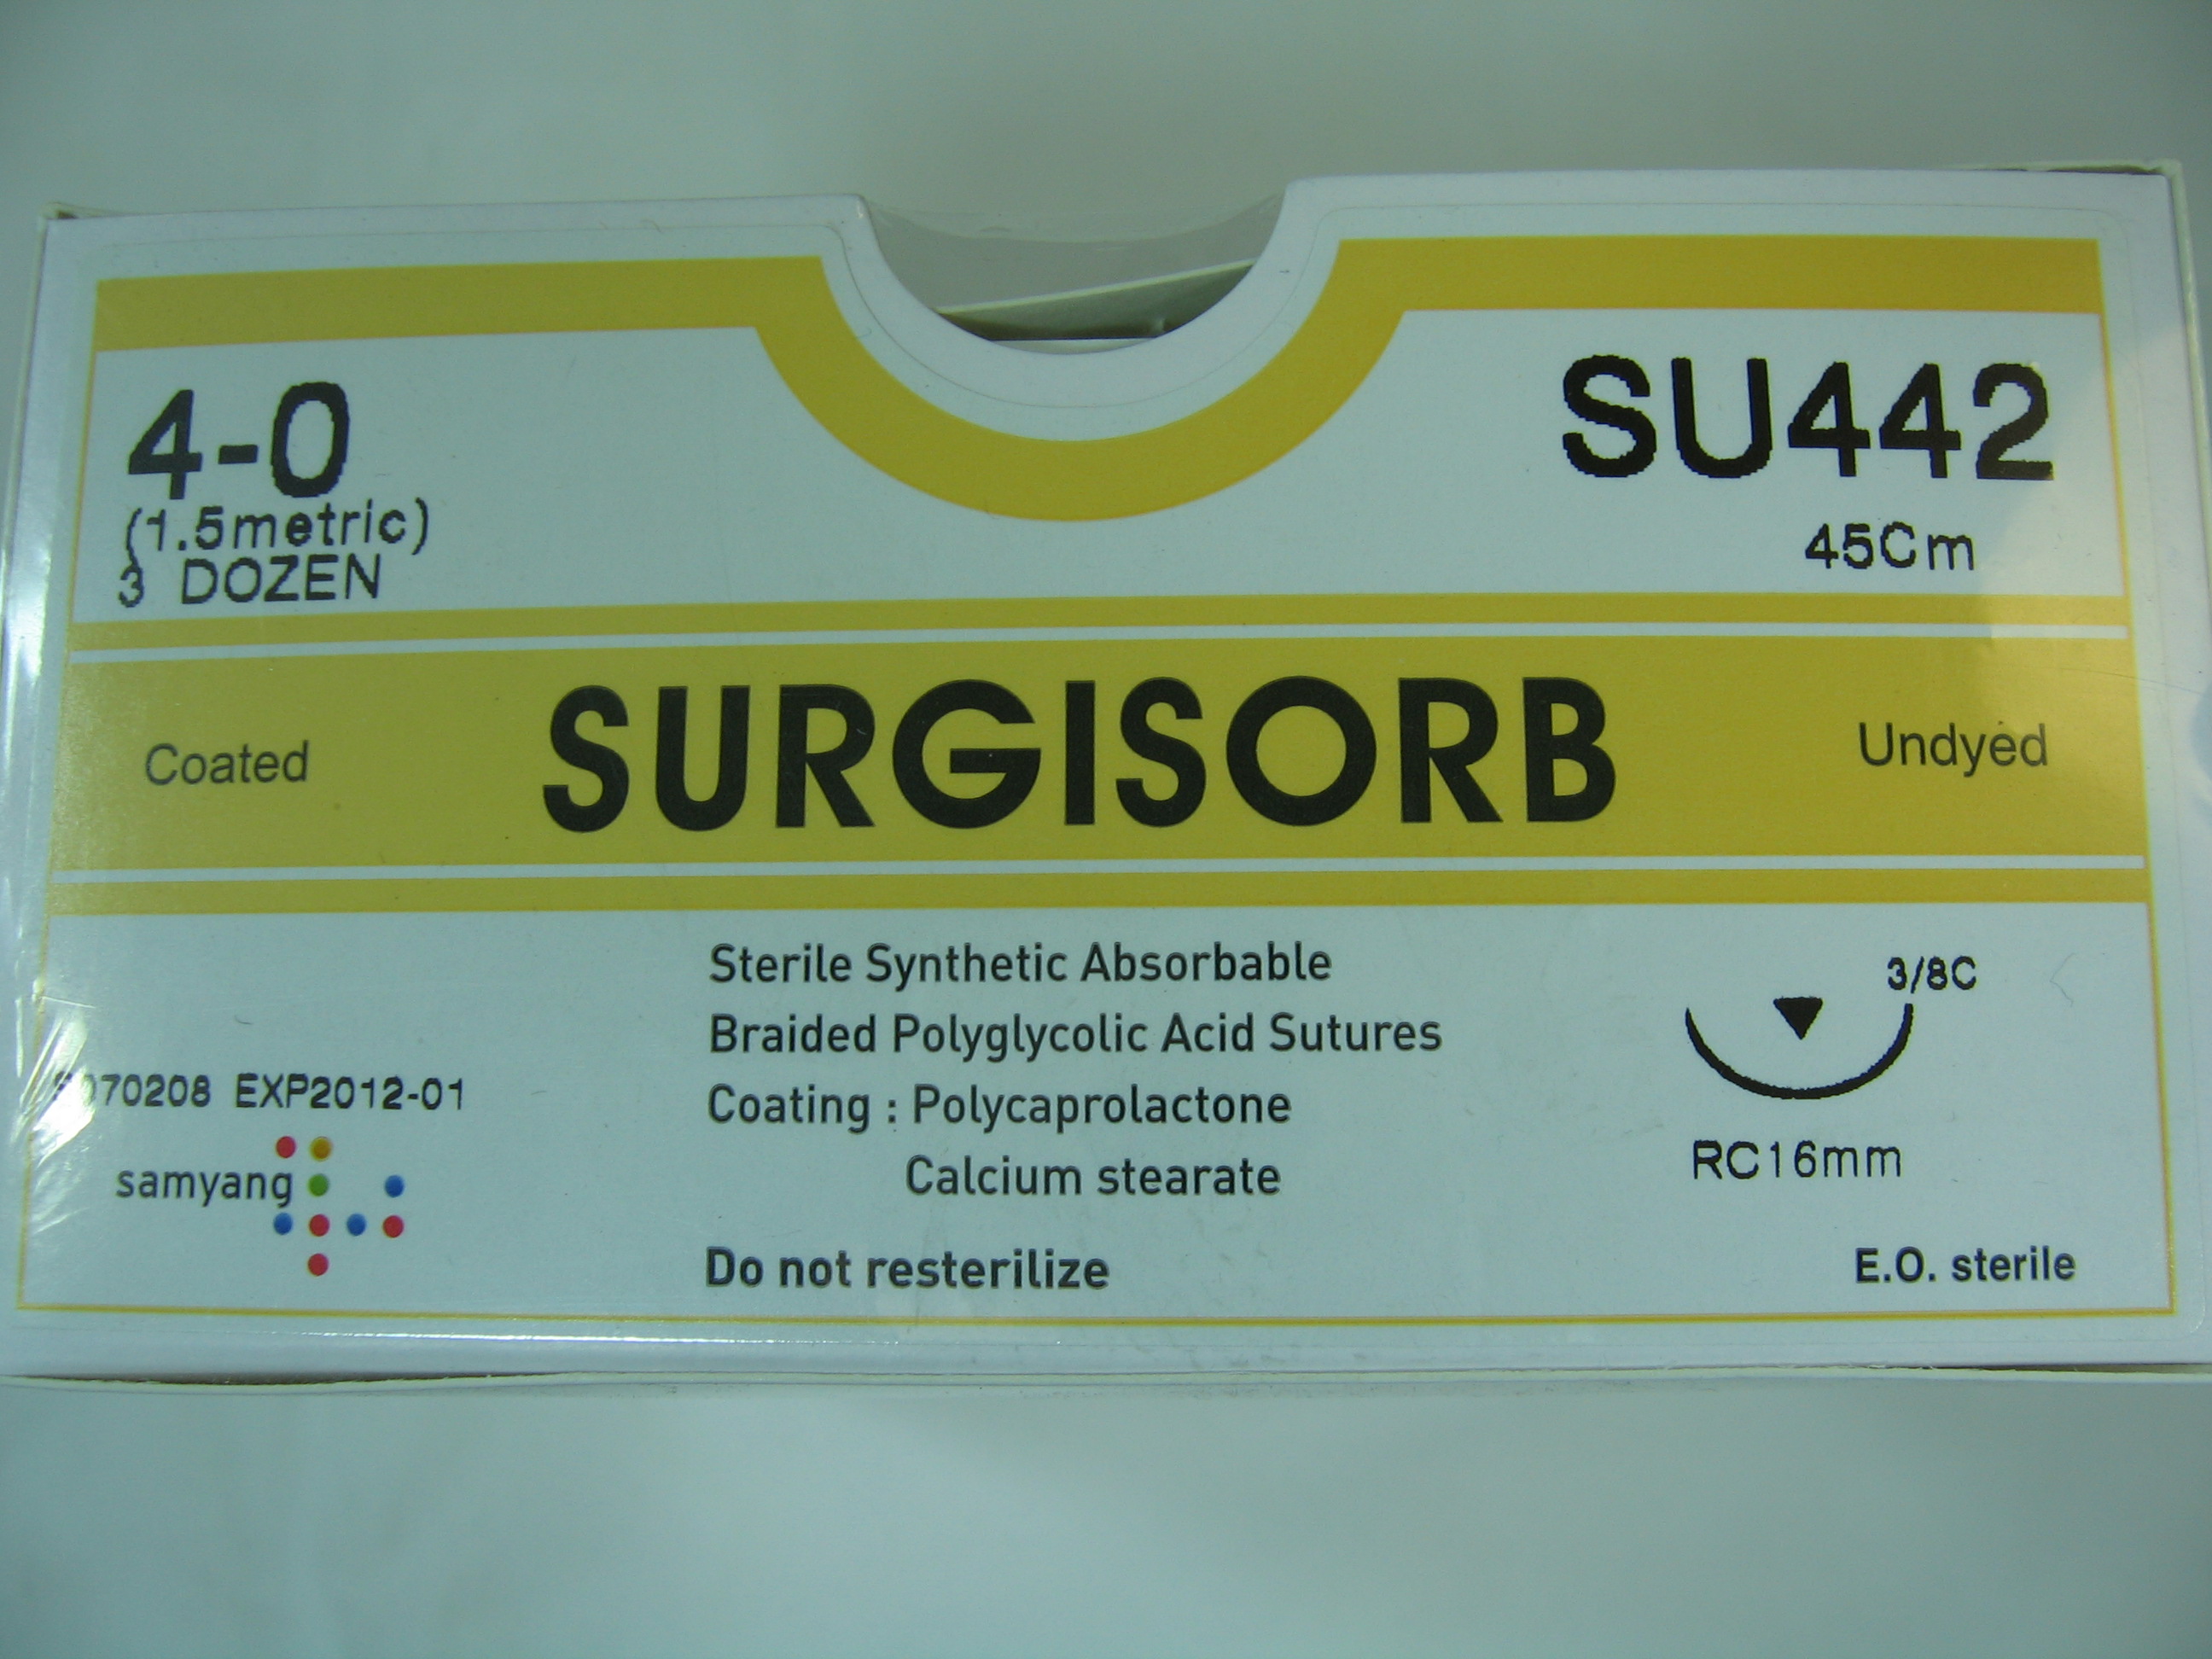 4-0
(1.5metric)
3 DOZEN
SU442
45Cm
Coated
SURGISORB
Undyed
Sterile Synthetic Absorbable
Braided Polyglycolic Acid Sutures
Coating : Polycaprolactone
Calcium stearate
Do not resterilize
EXP2012-01
samyang
3/8C
RC16mm
E.O. sterile